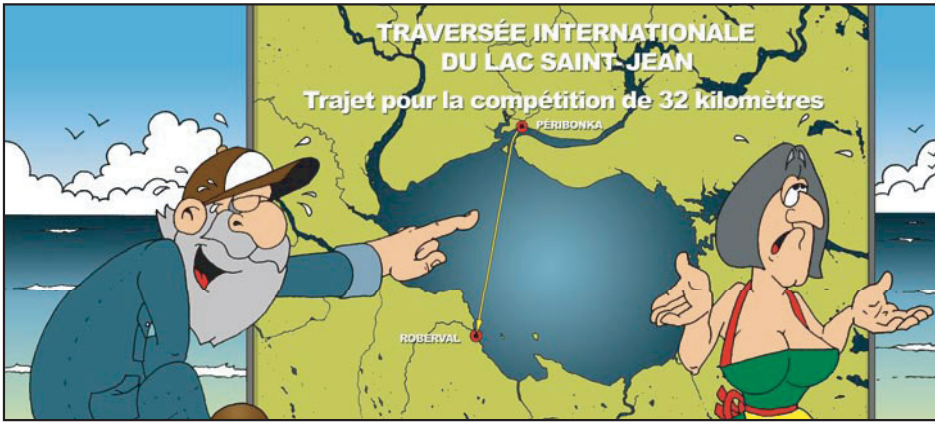 TRAVERSÉE INTERNATIONALE
DU LAC SAINT-JEAN
Trajet pour la compétition de 32 kilomètres
PÉRIBONKA
ROBERVAL